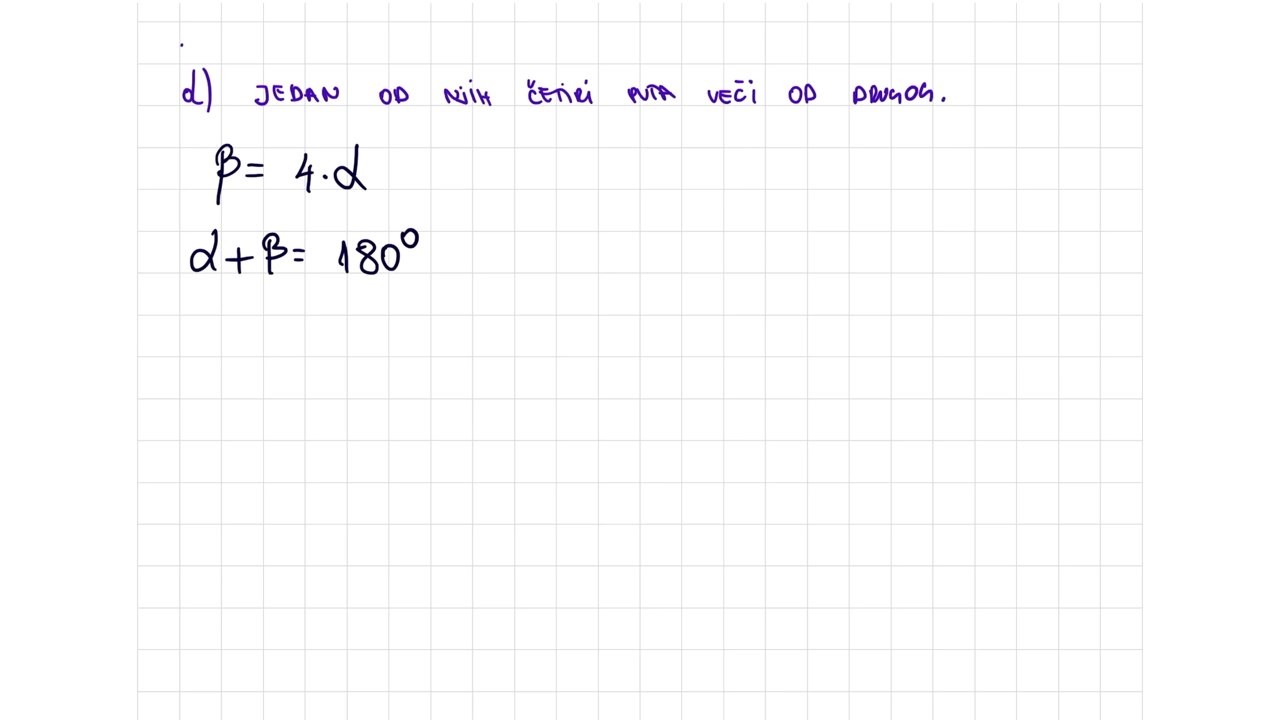 d) JEDAN OD NJIH ČETIRI PUTA VEĆI OD DRUGOG.
β = 4·α
α + β = 180°